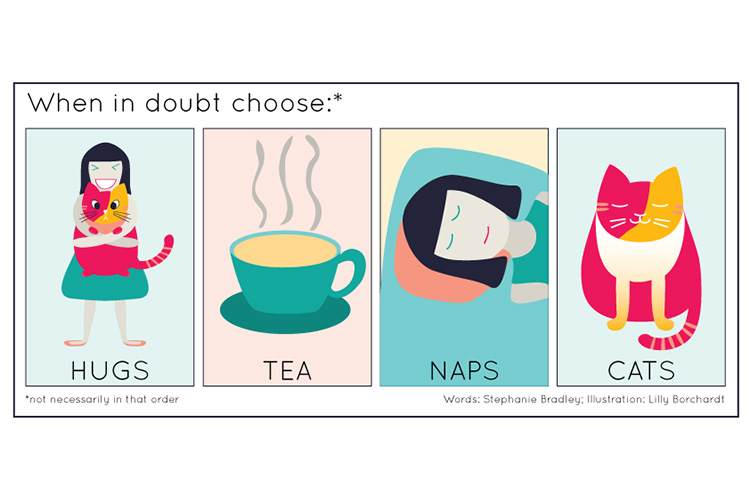 When in doubt choose:*
HUGS
TEA
NAPS
CATS
*not necessarily in that order
Words: Stephanie Bradley; Illustration: Lilly Borchardt